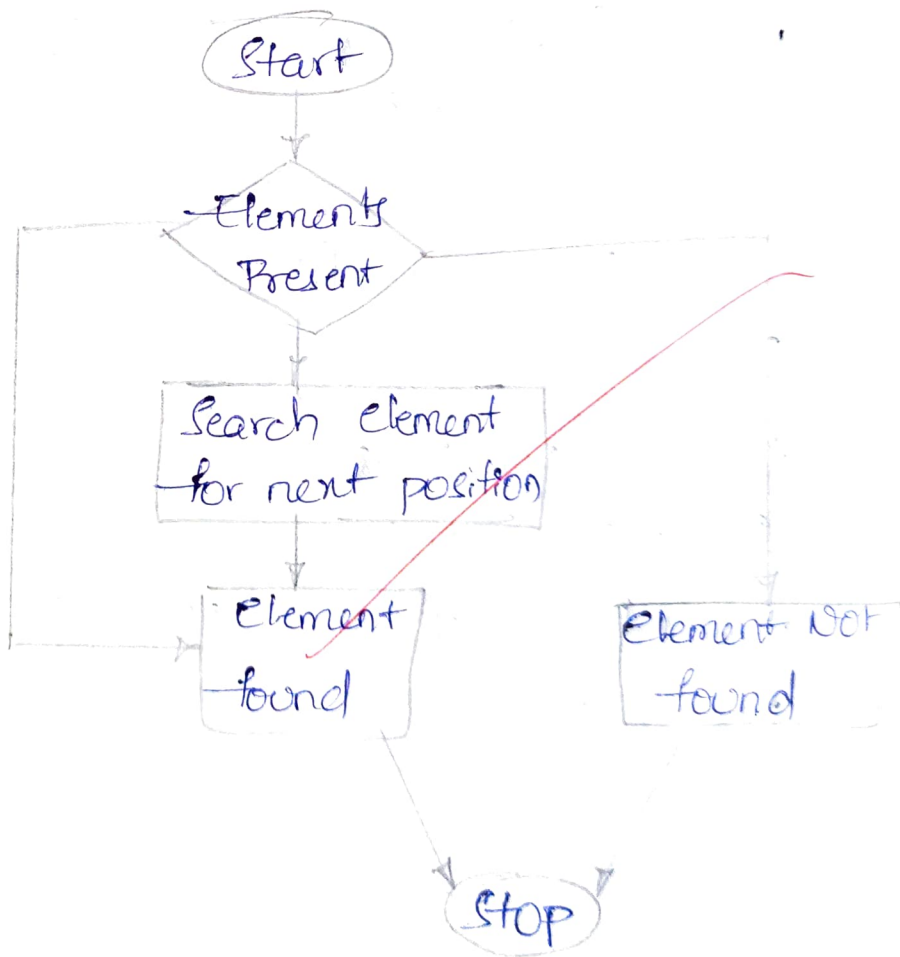 Start
Elements
Present
Search element
for next position
Element
found
Element Not
found
Stop